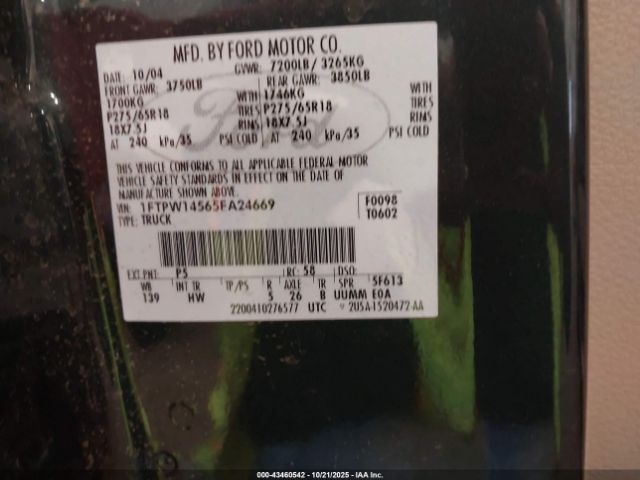 MFD. BY FORD MOTOR CO.
DATE: 10/04 GVWR: 7200LB/ 3265KG
FRONT GAWR: 3750LB REAR GAWR: 3850LB
1700KG WITH 1746KG WITH
P275/65R18 TIRES P275/65R18 TIRES
18X7.5J RIMS 18X7.5J RIMS
AT 240 kPa/35 PSI COLD AT 240 kPa/35 PSI COLD
THIS VEHICLE CONFORMS TO ALL APPLICABLE FEDERAL MOTOR
VEHICLE SAFETY STANDARDS IN EFFECT ON THE DATE OF
MANUFACTURE SHOWN ABOVE.
VIN: 1FTPW14565FA24669 F0098
TYPE: TRUCK T0602
EXT PNT: P5 RC: 58 DSO:
WB INT TR TP/PS R AXLE TR SPR 5F613
139 HW 5 26 B UUMM E0A
2200410276577 UTC 2U5A-1520472-AA
Ford
000-43460542 - 10/21/2025 - IAA Inc.